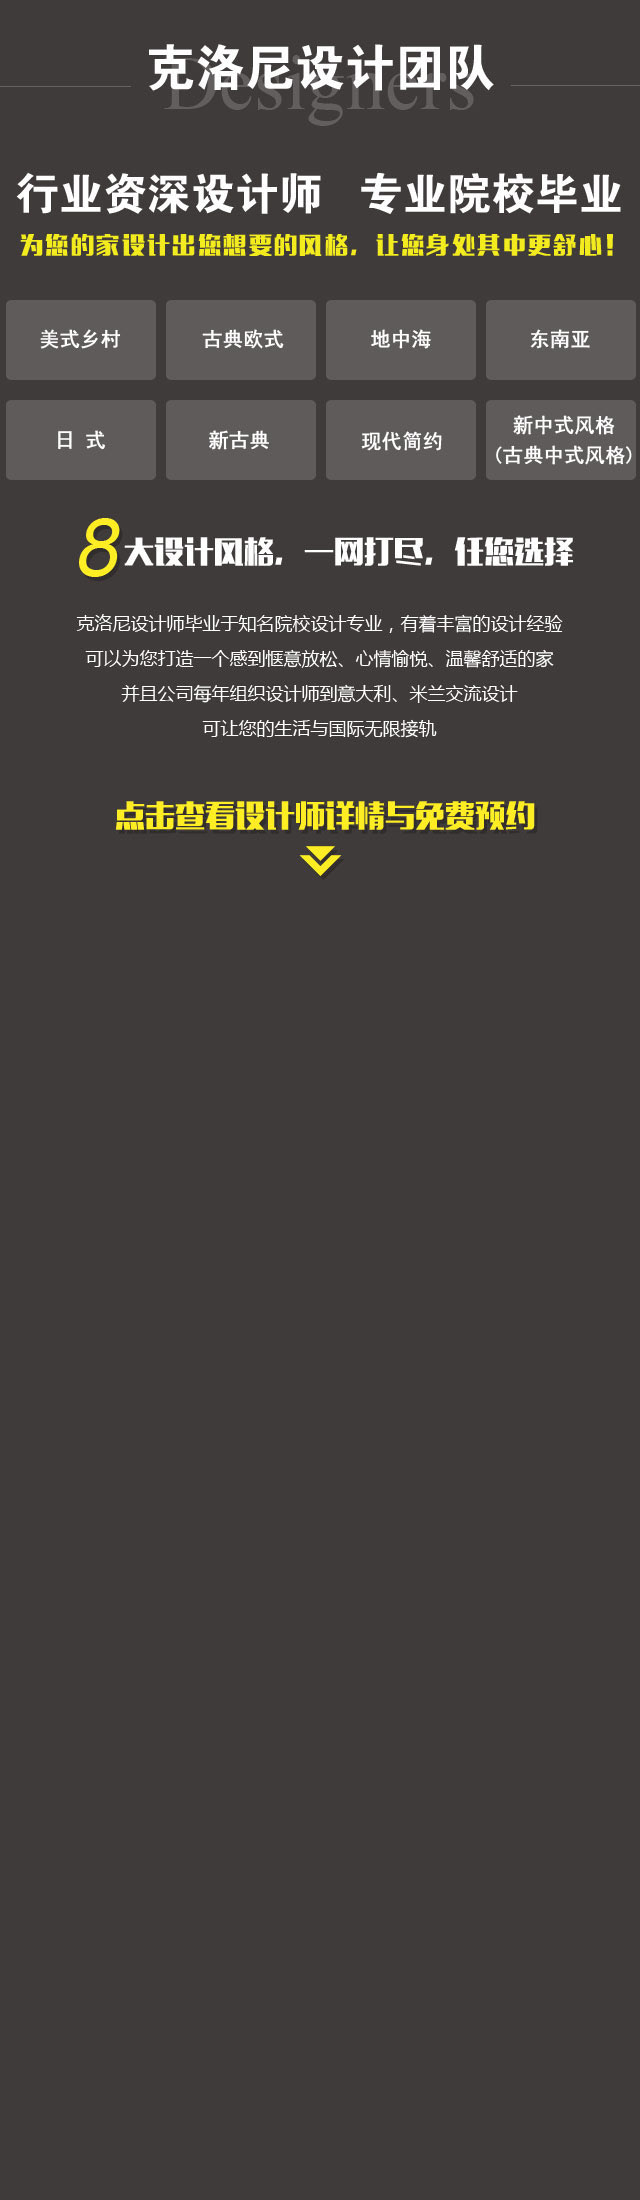 克洛尼设计团队
Designers
行业资深设计师 专业院校毕业
为您的家设计出您想要的风格，让您身处其中更舒心！
美式乡村 古典欧式 地中海 东南亚
日 式 新古典 现代简约 新中式风格
(古典中式风格)
8大设计风格，一网打尽，任您选择
克洛尼设计师毕业于知名院校设计专业，有着丰富的设计经验
可以为您打造一个感到惬意放松、心情愉悦、温馨舒适的家
并且公司每年组织设计师到意大利、米兰交流设计
可让您的生活与国际无限接轨
点击查看设计师详情与免费预约